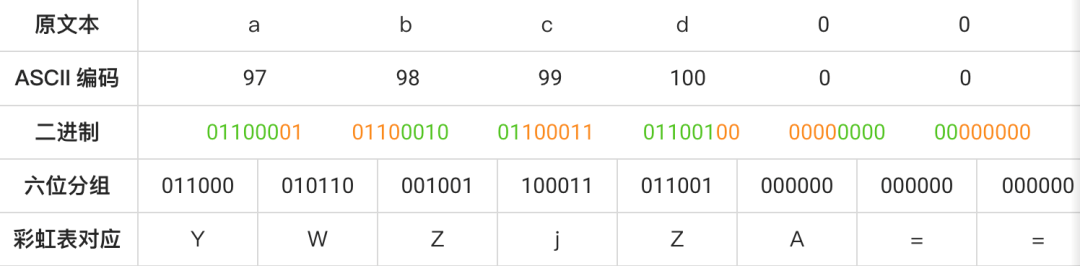 原文本 a b c d 0 0
ASCII 编码 97 98 99 100 0 0
二进制 01100001 01100010 01100011 01100100 00000000 00000000
六位分组 011000 010110 001001 100011 011001 000000 000000 000000
彩虹表对应 Y W Z j Z A = =